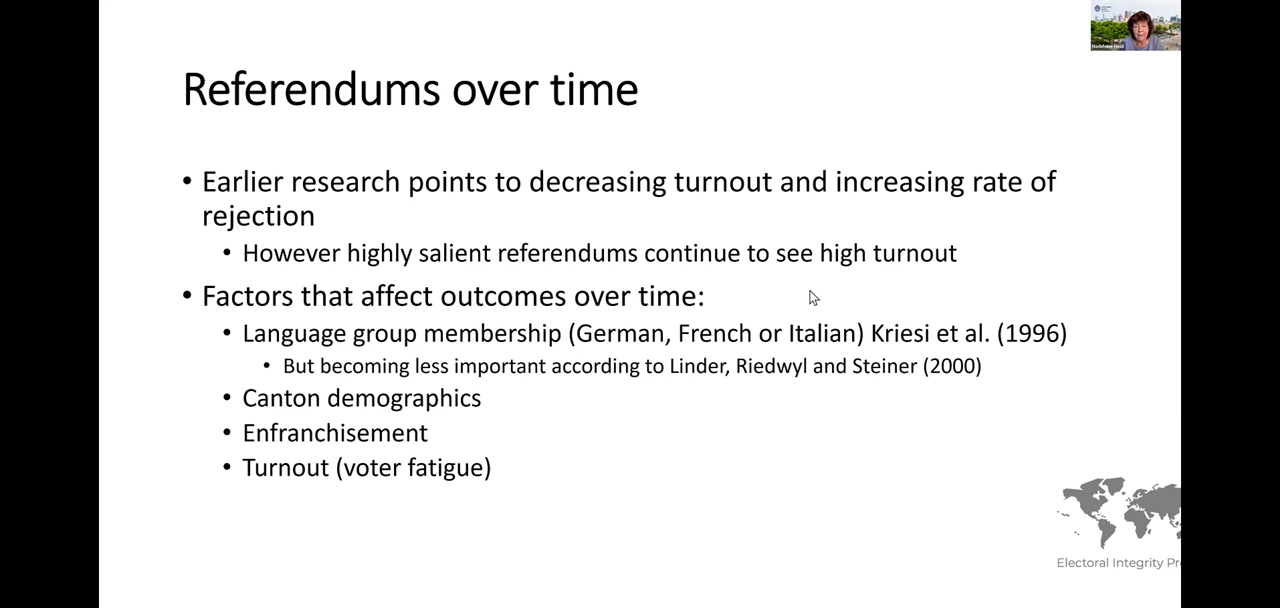 Referendums over time
• Earlier research points to decreasing turnout and increasing rate of
rejection
• However highly salient referendums continue to see high turnout
• Factors that affect outcomes over time:
• Language group membership (German, French or Italian) Kriesi et al. (1996)
• But becoming less important according to Linder, Riedwyl and Steiner (2000)
• Canton demographics
• Enfranchisement
• Turnout (voter fatigue)
Electoral Integrity Pr